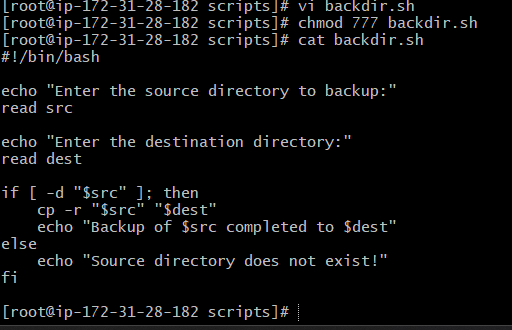 [root@ip-172-31-28-182 scripts]# vi backdir.sh
[root@ip-172-31-28-182 scripts]# chmod 777 backdir.sh
[root@ip-172-31-28-182 scripts]# cat backdir.sh
#!/bin/bash

echo "Enter the source directory to backup:"
read src

echo "Enter the destination directory:"
read dest

if [ -d "$src" ]; then
    cp -r "$src" "$dest"
    echo "Backup of $src completed to $dest"
else
    echo "Source directory does not exist!"
fi

[root@ip-172-31-28-182 scripts]#